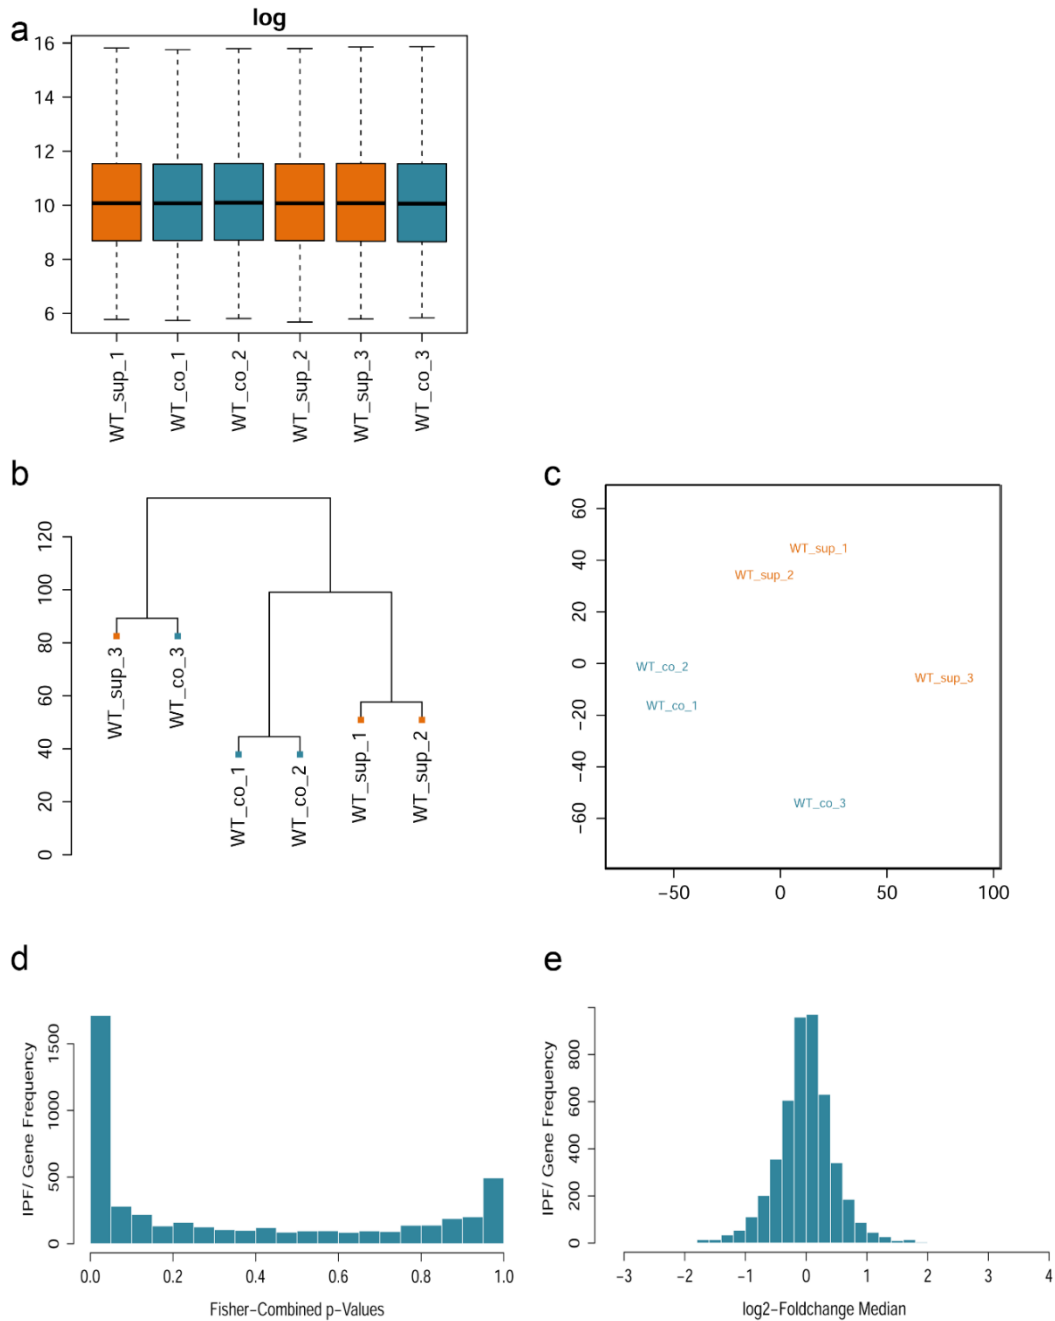 a
log
16
14
12
10
8
6
WT_sup_1
WT_co_1
WT_co_2
WT_sup_2
WT_sup_3
WT_co_3
b
120
100
80
60
40
20
0
WT_sup_3
WT_co_3
WT_co_1
WT_co_2
WT_sup_1
WT_sup_2
c
60
40
20
0
−20
−40
−60
WT_sup_1
WT_sup_2
WT_co_2
WT_sup_3
WT_co_1
WT_co_3
−50 0 50 100
d
IPF/ Gene Frequency
1500
1000
500
0
0.0 0.2 0.4 0.6 0.8 1.0
Fisher−Combined p−Values
e
IPF/ Gene Frequency
800
600
400
200
0
−3 −2 −1 0 1 2 3 4
log2−Foldchange Median